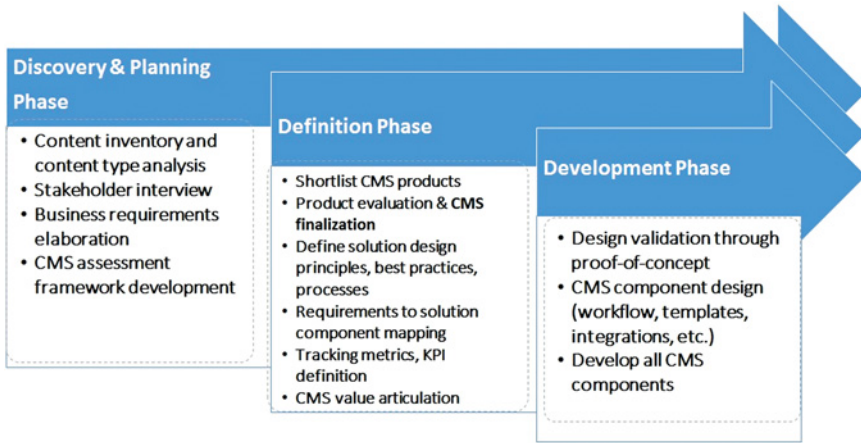 Discovery & Planning
Phase
• Content inventory and
content type analysis
• Stakeholder interview
• Business requirements
elaboration
• CMS assessment
framework development
Definition Phase
• Shortlist CMS products
• Product evaluation & CMS
finalization
• Define solution design
principles, best practices,
processes
• Requirements to solution
component mapping
• Tracking metrics, KPI
definition
• CMS value articulation
Development Phase
• Design validation through
proof-of-concept
• CMS component design
(workflow, templates,
integrations, etc.)
• Develop all CMS
components